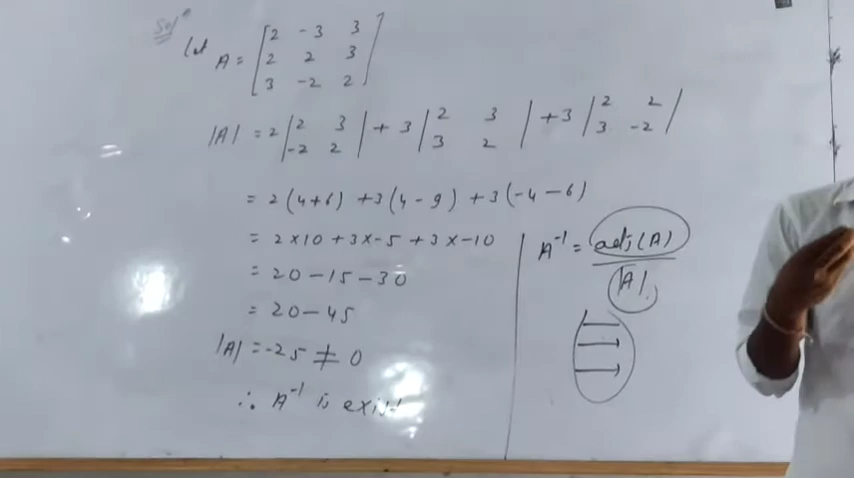 Solⁿ
Let A = [2 -3 3
2 2 3
3 -2 2]
|A| = 2 |2 3
-2 2| + 3 |2 3
3 2| + 3 |2 2
3 -2|
= 2(4+6) + 3(4-9) + 3(-4-6)
= 2×10 + 3×-5 + 3×-10
= 20 - 15 - 30
= 20 - 45
|A| = -25 ≠ 0
∴ A⁻¹ is exist
A⁻¹ = adj(A)
|A|